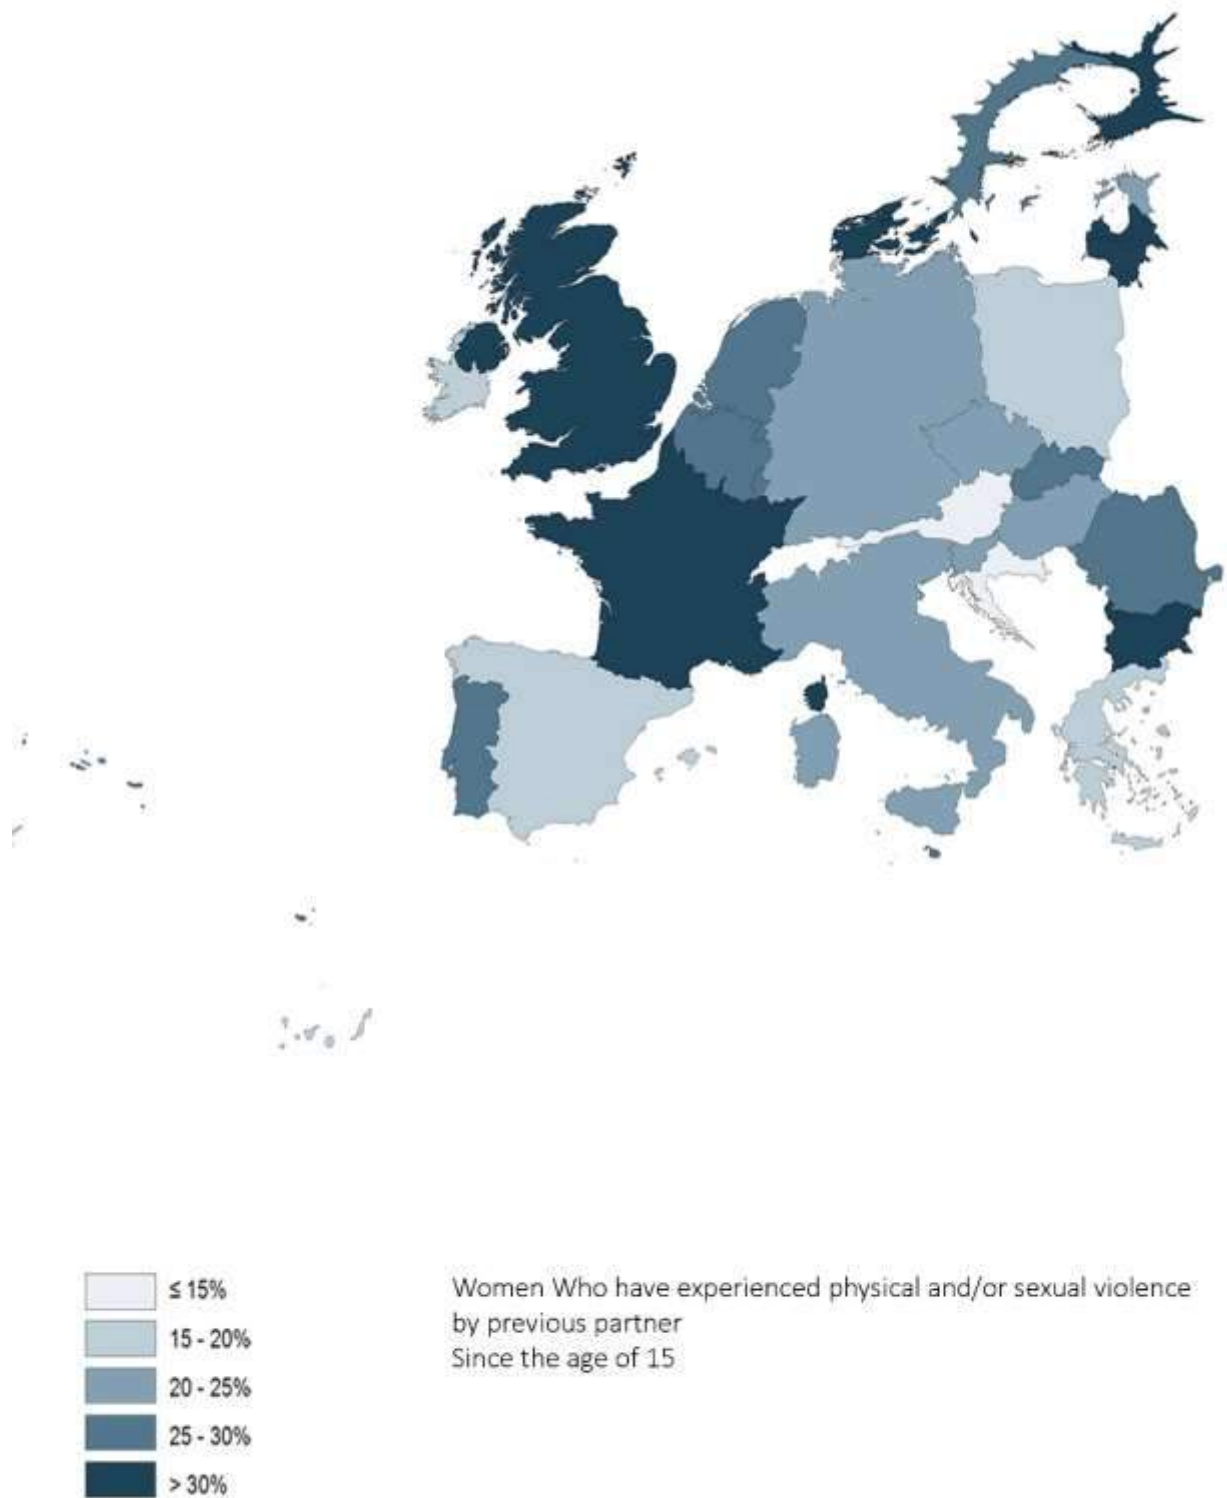 ≤ 15%
15 - 20%
20 - 25%
25 - 30%
> 30%
Women Who have experienced physical and/or sexual violence
by previous partner
Since the age of 15